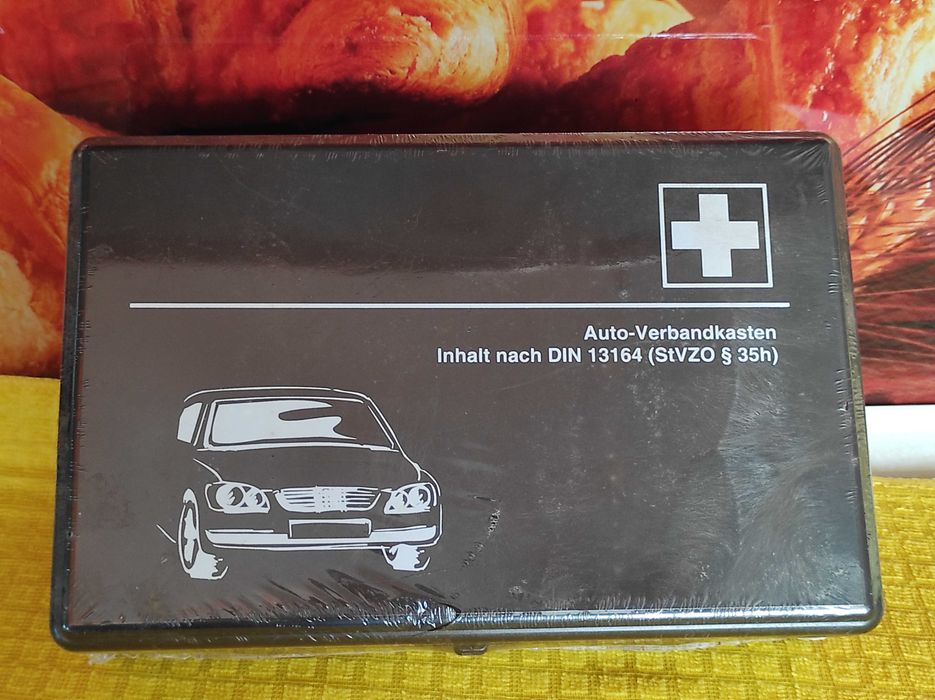 Auto-Verbandkasten
Inhalt nach DIN 13164 (StVZO § 35h)